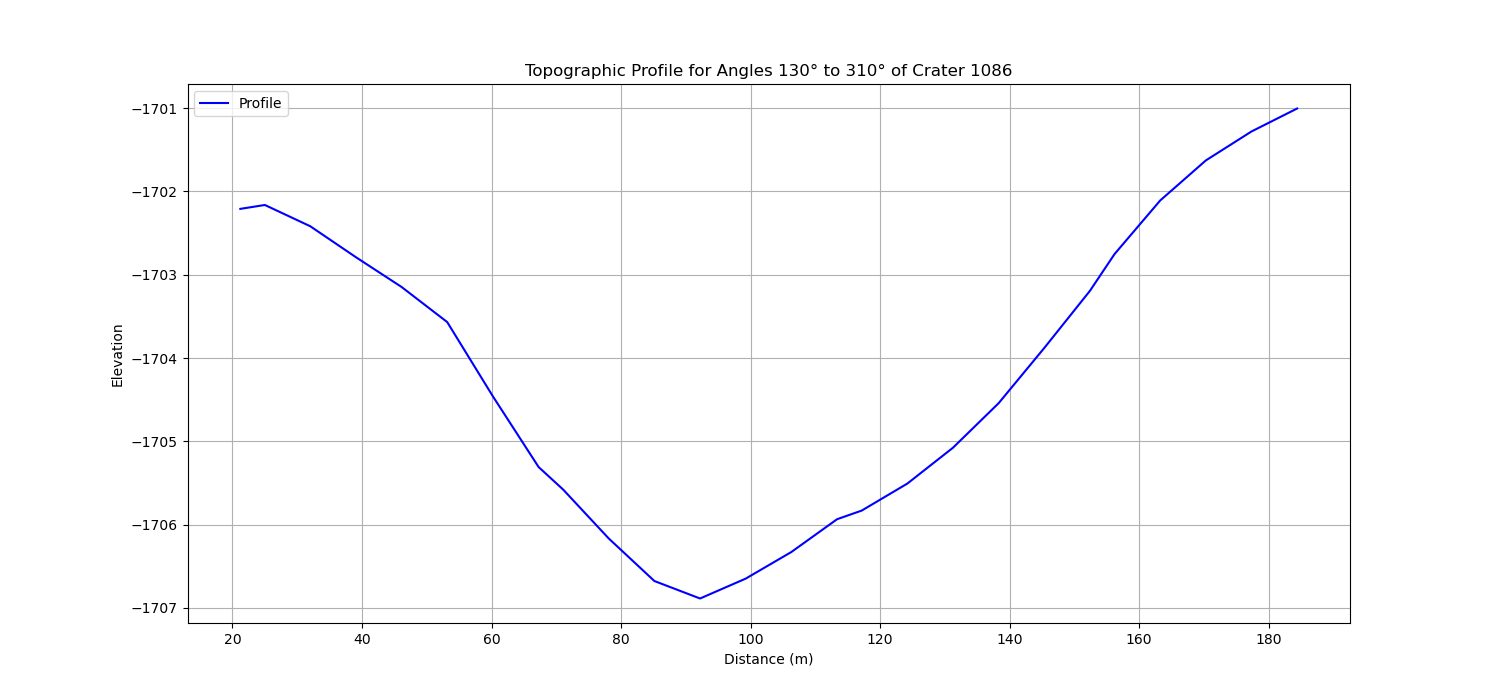 Topographic Profile for Angles 130° to 310° of Crater 1086
Profile
−1701
−1702
−1703
−1704
−1705
−1706
−1707
Elevation
20 40 60 80 100 120 140 160 180
Distance (m)